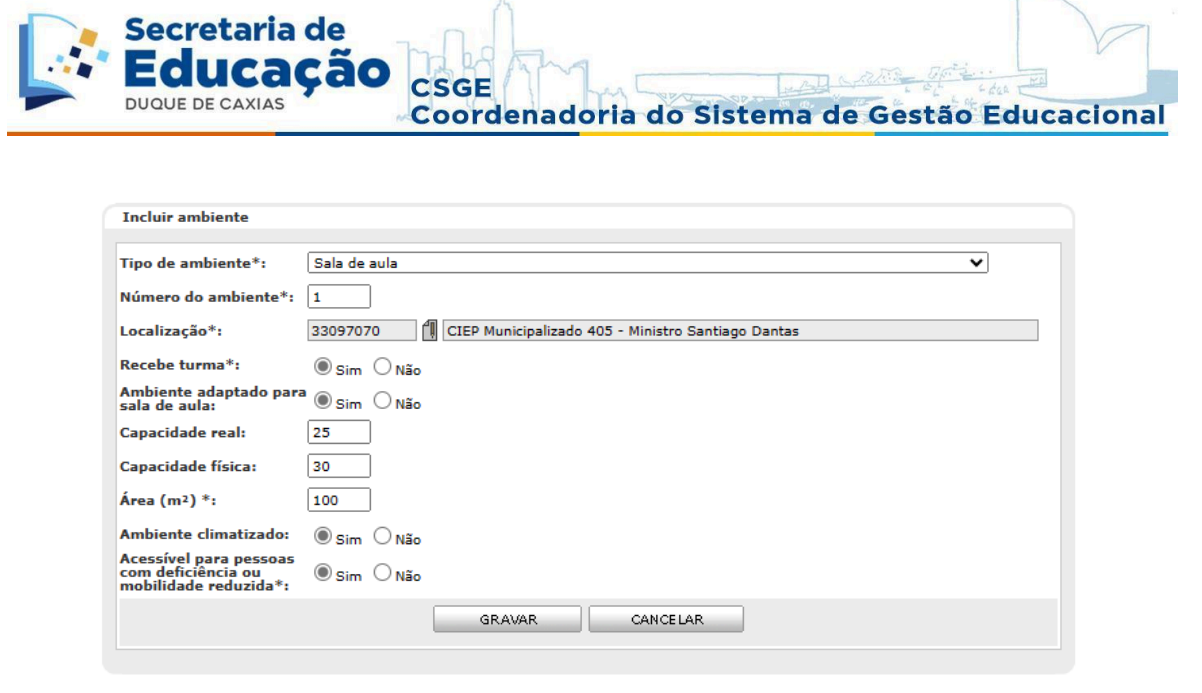 Secretaria de
Educação
DUQUE DE CAXIAS
CSGE
Coordenadoria do Sistema de Gestão Educacional
Incluir ambiente
Tipo de ambiente*: Sala de aula
Número do ambiente*: 1
Localização*: 33097070 CIEP Municipalizado 405 - Ministro Santiago Dantas
Recebe turma*: Sim Não
Ambiente adaptado para
sala de aula: Sim Não
Capacidade real: 25
Capacidade física: 30
Área (m²) *: 100
Ambiente climatizado: Sim Não
Acessível para pessoas
com deficiência ou
mobilidade reduzida*: Sim Não
GRAVAR CANCELAR